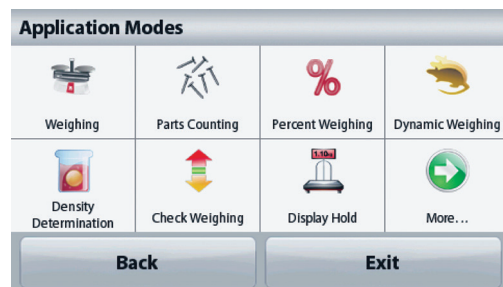 Application Modes
Weighing
Parts Counting
Percent Weighing
Dynamic Weighing
Density
Determination
Check Weighing
1.10kg
Display Hold
More...
Back
Exit